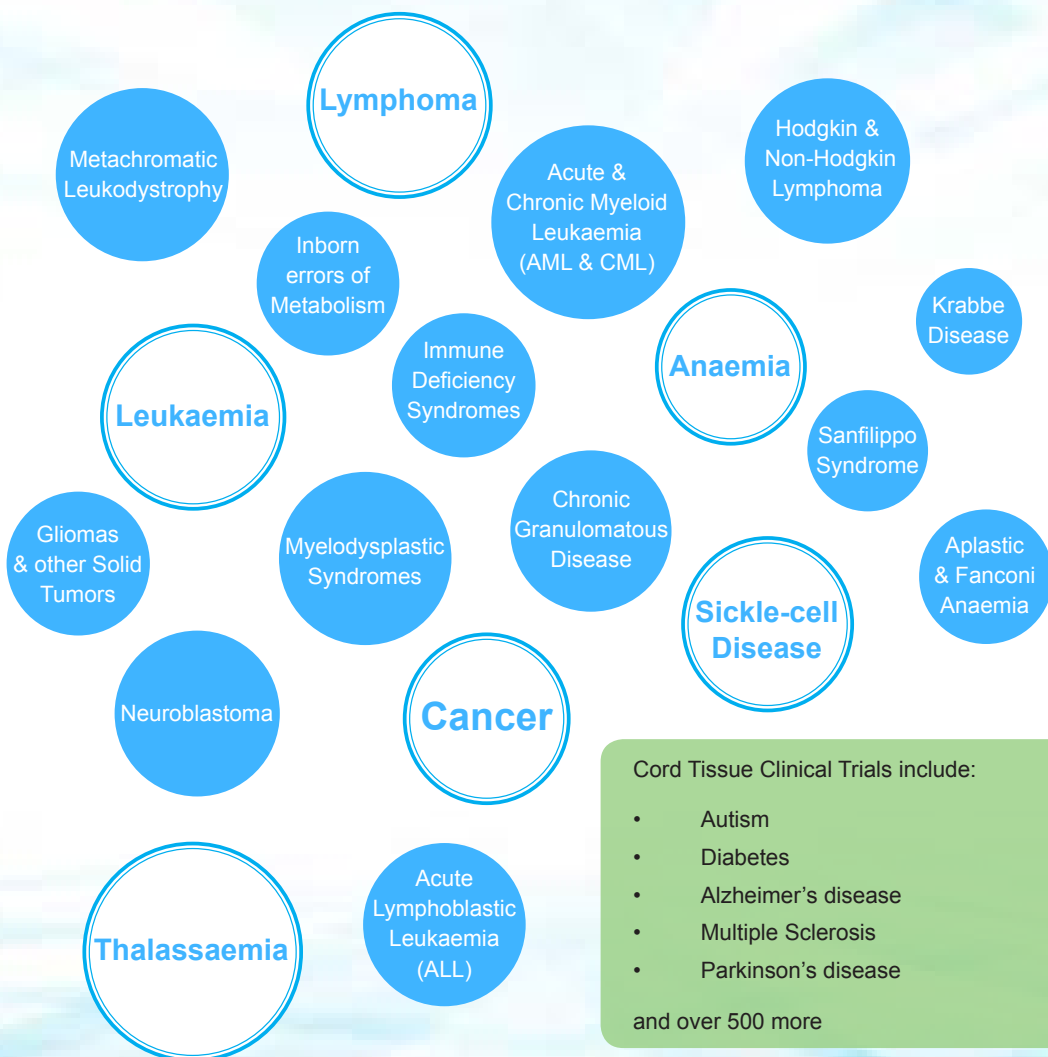 Lymphoma
Metachromatic
Leukodystrophy
Hodgkin &
Non-Hodgkin
Lymphoma
Acute &
Chronic Myeloid
Leukaemia
(AML & CML)
Inborn
errors of
Metabolism
Krabbe
Disease
Immune
Deficiency
Syndromes
Anaemia
Leukaemia
Sanfilippo
Syndrome
Chronic
Granulomatous
Disease
Gliomas
& other Solid
Tumors
Myelodysplastic
Syndromes
Aplastic
& Fanconi
Anaemia
Sickle-cell
Disease
Neuroblastoma
Cancer
Cord Tissue Clinical Trials include:
• Autism
• Diabetes
• Alzheimer's disease
• Multiple Sclerosis
• Parkinson's disease
and over 500 more
Thalassaemia
Acute
Lymphoblastic
Leukaemia
(ALL)